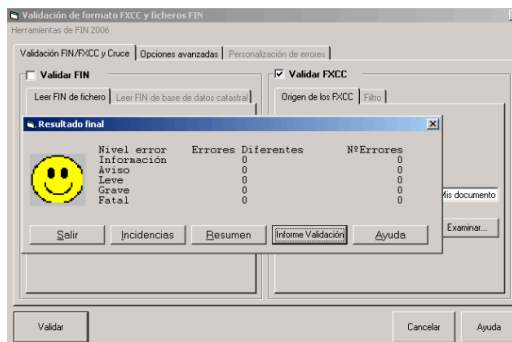 Validación de formato FXCC y ficheros FIN
Herramientas de FIN 2006
Validación FIN/FXCC y Cruce Opciones avanzadas Personalización de errores
Validar FIN Validar FXCC
Leer FIN de fichero Leer FIN de base de datos catastral Origen de los FXCC Filtro
Resultado final
Nivel error Errores Diferentes NºErrores
Información 0 0
Aviso 0 0
Leve 0 0
Grave 0 0
Fatal 0 0
Mis documento
Salir Incidencias Resumen Informe Validación Ayuda Examinar...
Validar Cancelar Ayuda